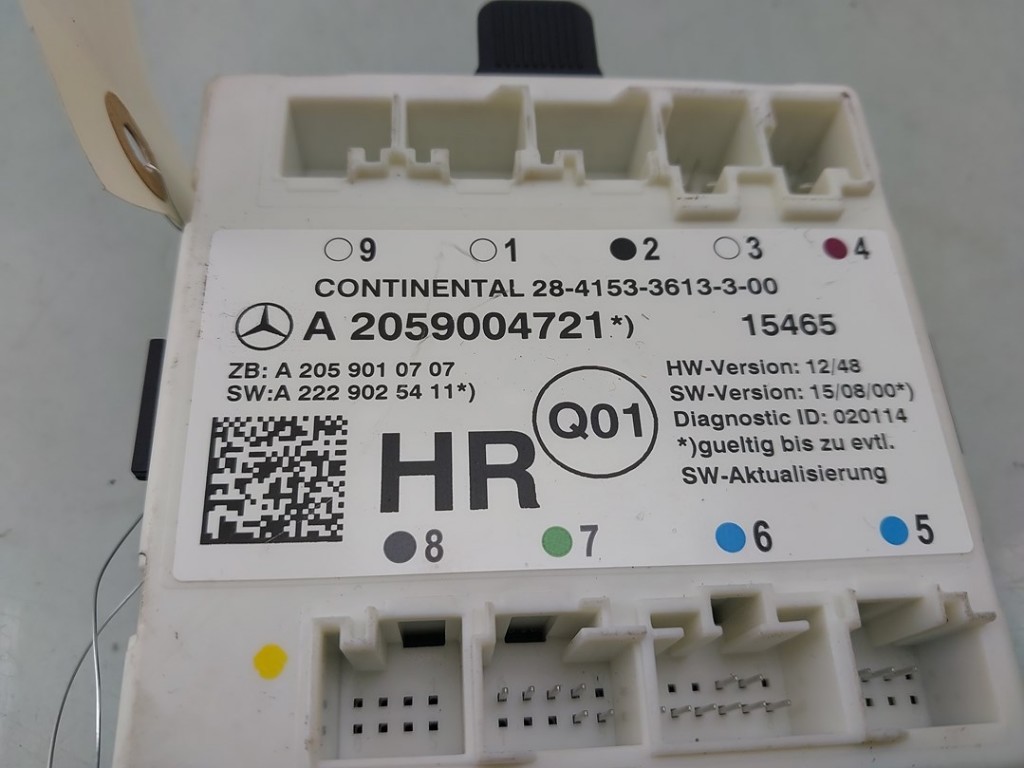 9 1 2 3 4
CONTINENTAL 28-4153-3613-3-00
A 2059004721*) 15465
ZB: A 205 901 07 07
SW:A 222 902 54 11*)
HR
Q01
HW-Version: 12/48
SW-Version: 15/08/00*)
Diagnostic ID: 020114
*)gueltig bis zu evtl.
SW-Aktualisierung
8 7 6 5